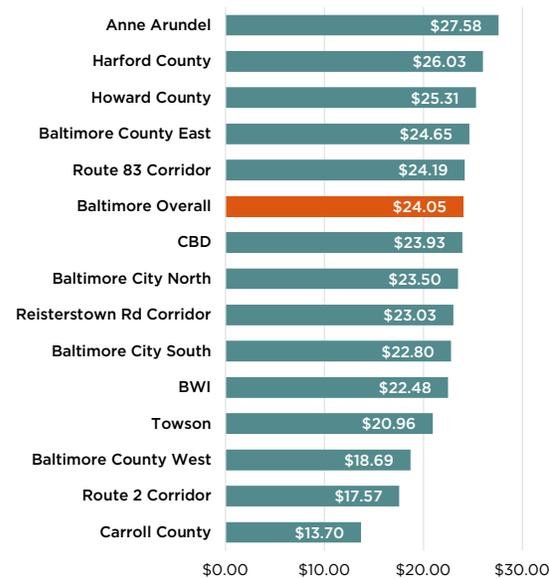 Anne Arundel $27.58
Harford County $26.03
Howard County $25.31
Baltimore County East $24.65
Route 83 Corridor $24.19
Baltimore Overall $24.05
CBD $23.93
Baltimore City North $23.50
Reisterstown Rd Corridor $23.03
Baltimore City South $22.80
BWI $22.48
Towson $20.96
Baltimore County West $18.69
Route 2 Corridor $17.57
Carroll County $13.70
$0.00 $10.00 $20.00 $30.00